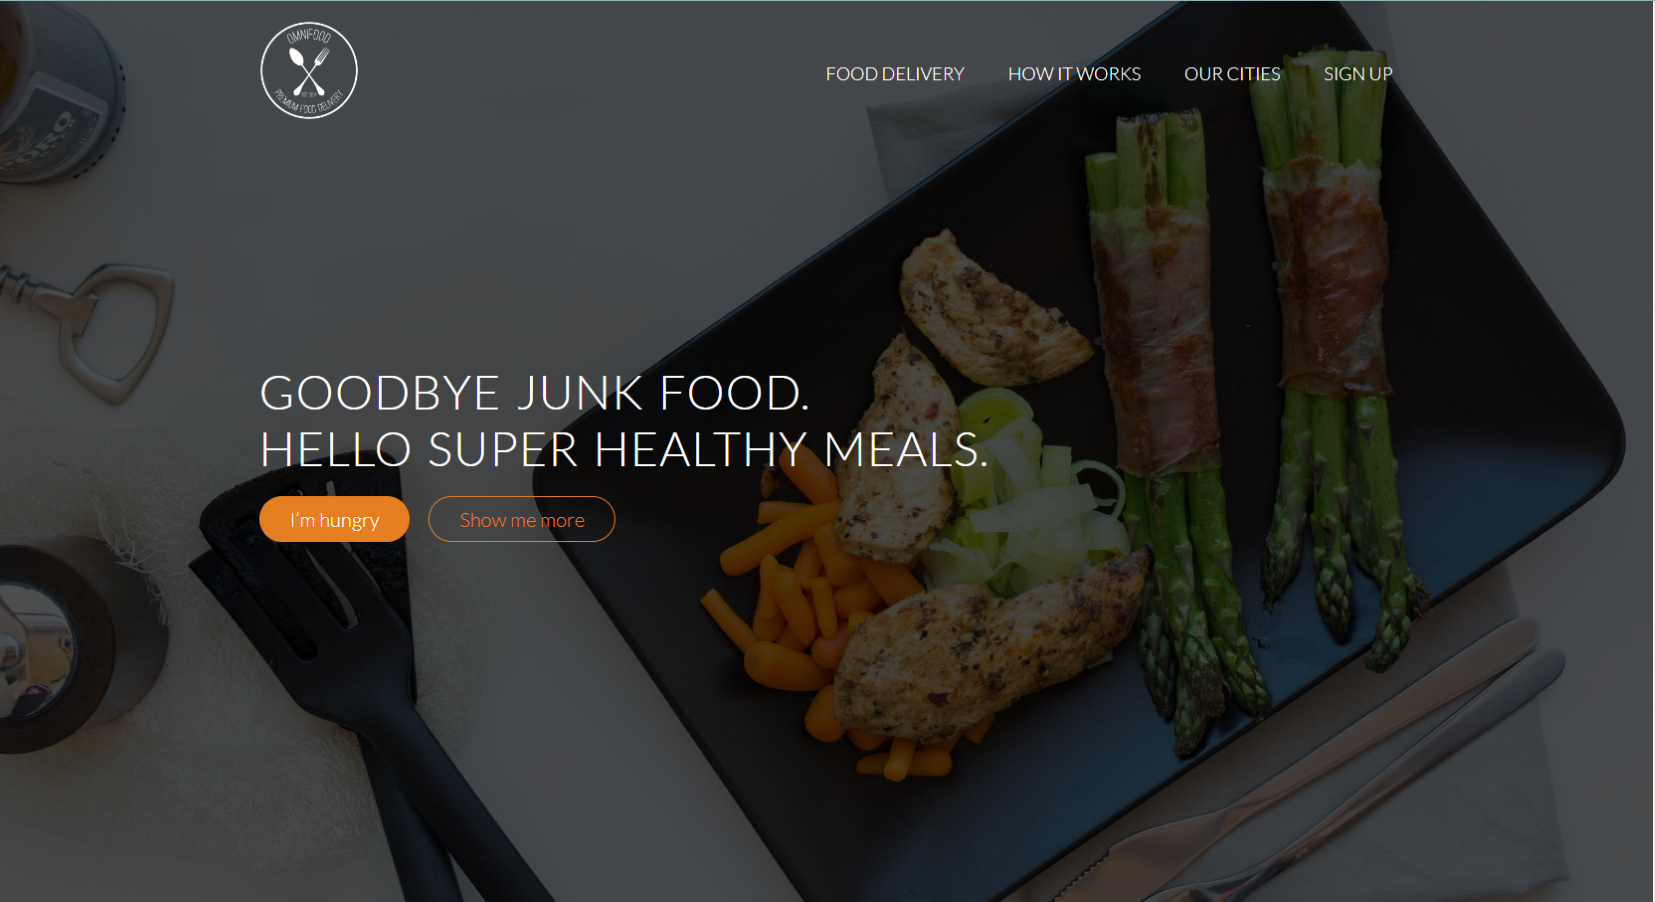 OMNIFOOD
EST 2014
PREMIUM FOOD DELIVERY
FOOD DELIVERY
HOW IT WORKS
OUR CITIES
SIGN UP
GOODBYE JUNK FOOD.
HELLO SUPER HEALTHY MEALS.
I'm hungry
Show me more